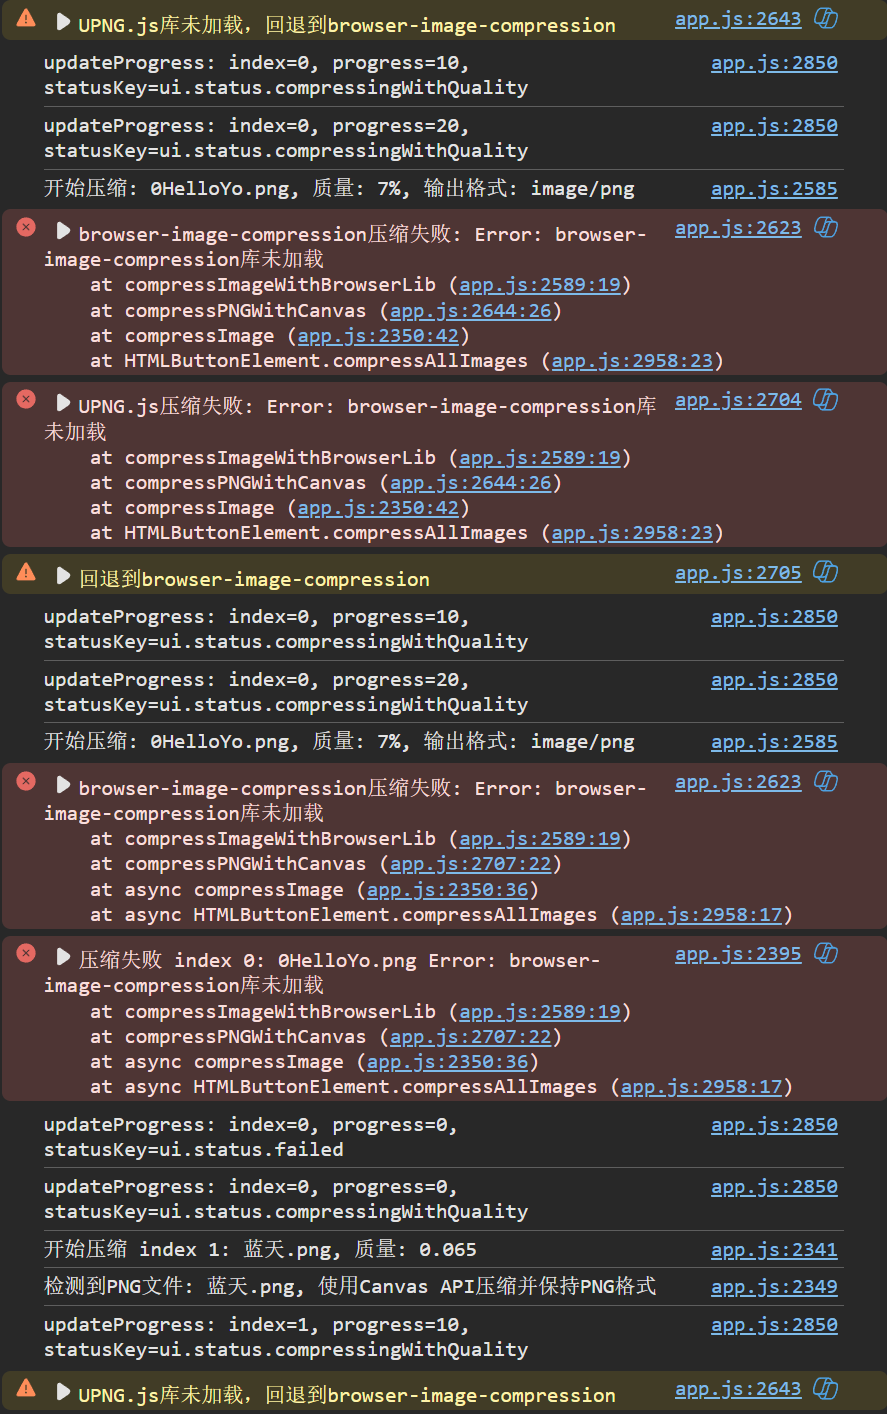 UPNG.js库未加载，回退到browser-image-compression app.js:2643
updateProgress: index=0, progress=10, app.js:2850
statusKey=ui.status.compressingWithQuality
updateProgress: index=0, progress=20, app.js:2850
statusKey=ui.status.compressingWithQuality
开始压缩: 0HelloYo.png, 质量: 7%, 输出格式: image/png app.js:2585
browser-image-compression压缩失败: Error: browser- app.js:2623
image-compression库未加载
at compressImageWithBrowserLib (app.js:2589:19)
at compressPNGWithCanvas (app.js:2644:26)
at compressImage (app.js:2350:42)
at HTMLButtonElement.compressAllImages (app.js:2958:23)
UPNG.js压缩失败: Error: browser-image-compression库 app.js:2704
未加载
at compressImageWithBrowserLib (app.js:2589:19)
at compressPNGWithCanvas (app.js:2644:26)
at compressImage (app.js:2350:42)
at HTMLButtonElement.compressAllImages (app.js:2958:23)
回退到browser-image-compression app.js:2705
updateProgress: index=0, progress=10, app.js:2850
statusKey=ui.status.compressingWithQuality
updateProgress: index=0, progress=20, app.js:2850
statusKey=ui.status.compressingWithQuality
开始压缩: 0HelloYo.png, 质量: 7%, 输出格式: image/png app.js:2585
browser-image-compression压缩失败: Error: browser- app.js:2623
image-compression库未加载
at compressImageWithBrowserLib (app.js:2589:19)
at compressPNGWithCanvas (app.js:2707:22)
at async compressImage (app.js:2350:36)
at async HTMLButtonElement.compressAllImages (app.js:2958:17)
压缩失败 index 0: 0HelloYo.png Error: browser- app.js:2395
image-compression库未加载
at compressImageWithBrowserLib (app.js:2589:19)
at compressPNGWithCanvas (app.js:2707:22)
at async compressImage (app.js:2350:36)
at async HTMLButtonElement.compressAllImages (app.js:2958:17)
updateProgress: index=0, progress=0, app.js:2850
statusKey=ui.status.failed
updateProgress: index=0, progress=0, app.js:2850
statusKey=ui.status.compressingWithQuality
开始压缩 index 1: 蓝天.png, 质量: 0.065 app.js:2341
检测到PNG文件: 蓝天.png, 使用Canvas API压缩并保持PNG格式 app.js:2349
updateProgress: index=1, progress=10, app.js:2850
statusKey=ui.status.compressingWithQuality
UPNG.js库未加载，回退到browser-image-compression app.js:2643